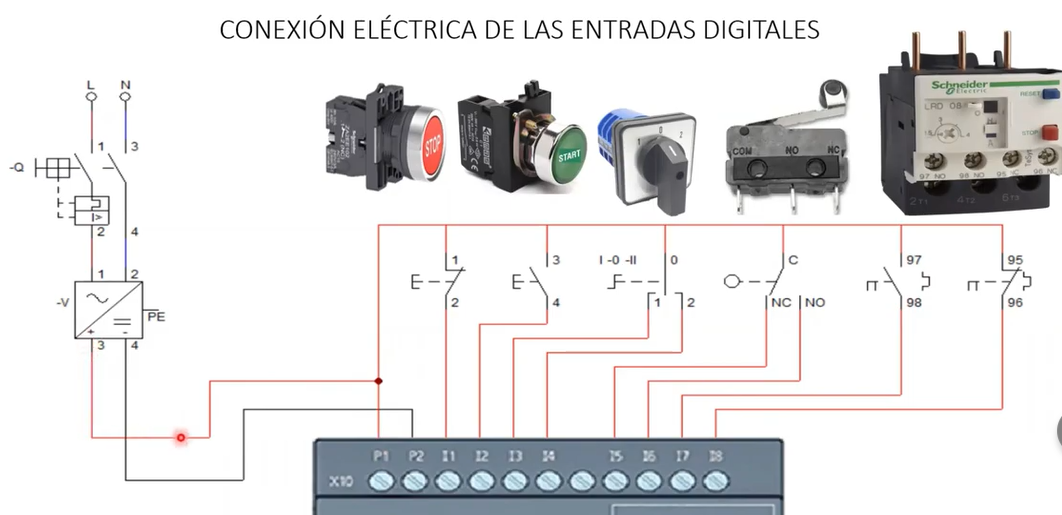 CONEXIÓN ELÉCTRICA DE LAS ENTRADAS DIGITALES
L N
1 3
-Q
I>
2 4
1 2
-V
PE
+ -
3 4
STOP
START
1 0 2
COM NO NC
Schneider
Electric
RESET
LRD 08
STOP
97 NO 98 NO 95 NC 96 NC
2T1 4T2 6T3
1 3 I -0 -II 0 C 97 95
2 4 1 2 NC NO 98 96
P1 P2 I1 I2 I3 I4 I5 I6 I7 I8
X10